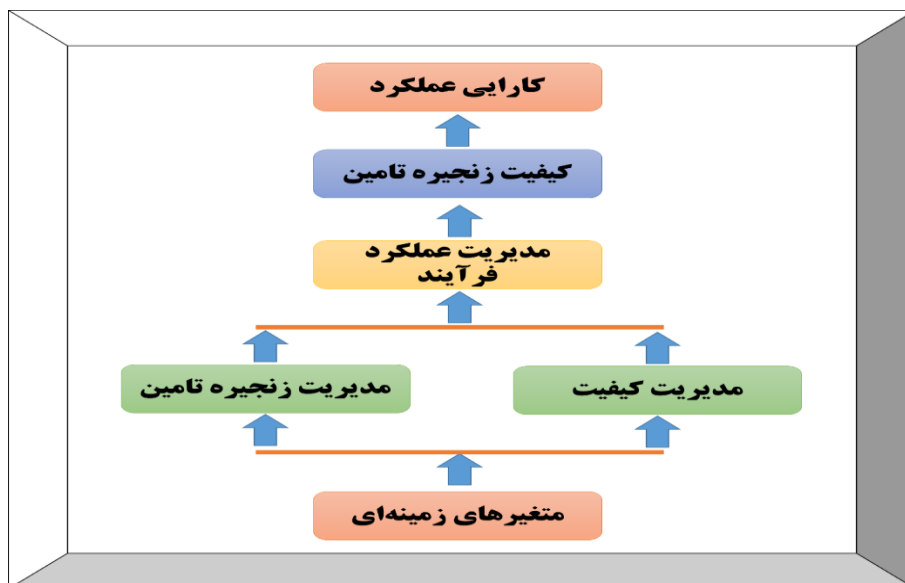 کارایی عملکرد
کیفیت زنجیره تامین
مدیریت عملکرد
فرآیند
مدیریت کیفیت
مدیریت زنجیره تامین
متغیرهای زمینه‌ای